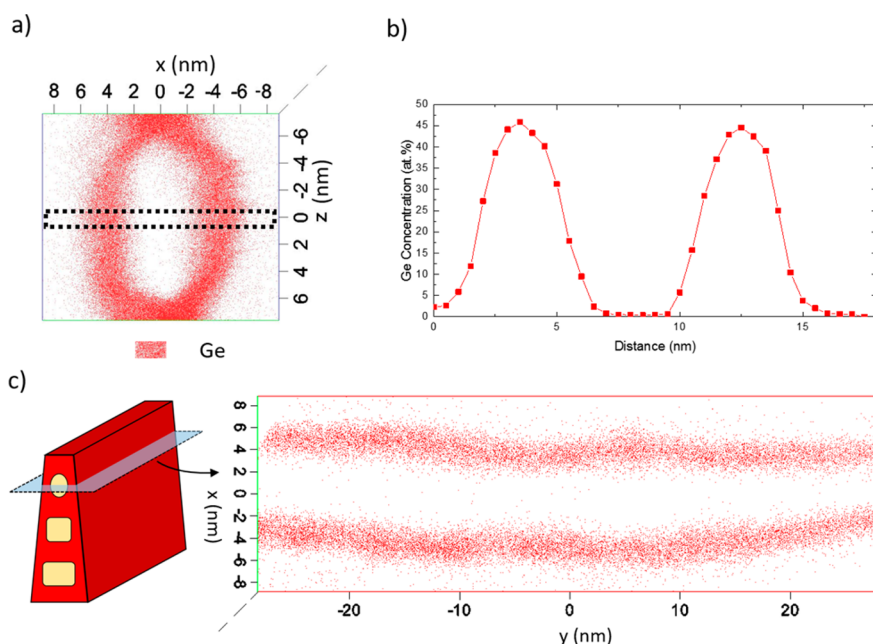 a)
x (nm)
8 6 4 2 0 -2 -4 -6 -8
-6
-4
-2
0
2
4
6
z (nm)
Ge
b)
50
45
40
35
30
25
20
15
10
5
0
Ge Concentration (at.%)
0 5 10 15
Distance (nm)
c)
8
6
4
2
0
-2
-4
-6
-8
x (nm)
-20 -10 0 10 20
y (nm)